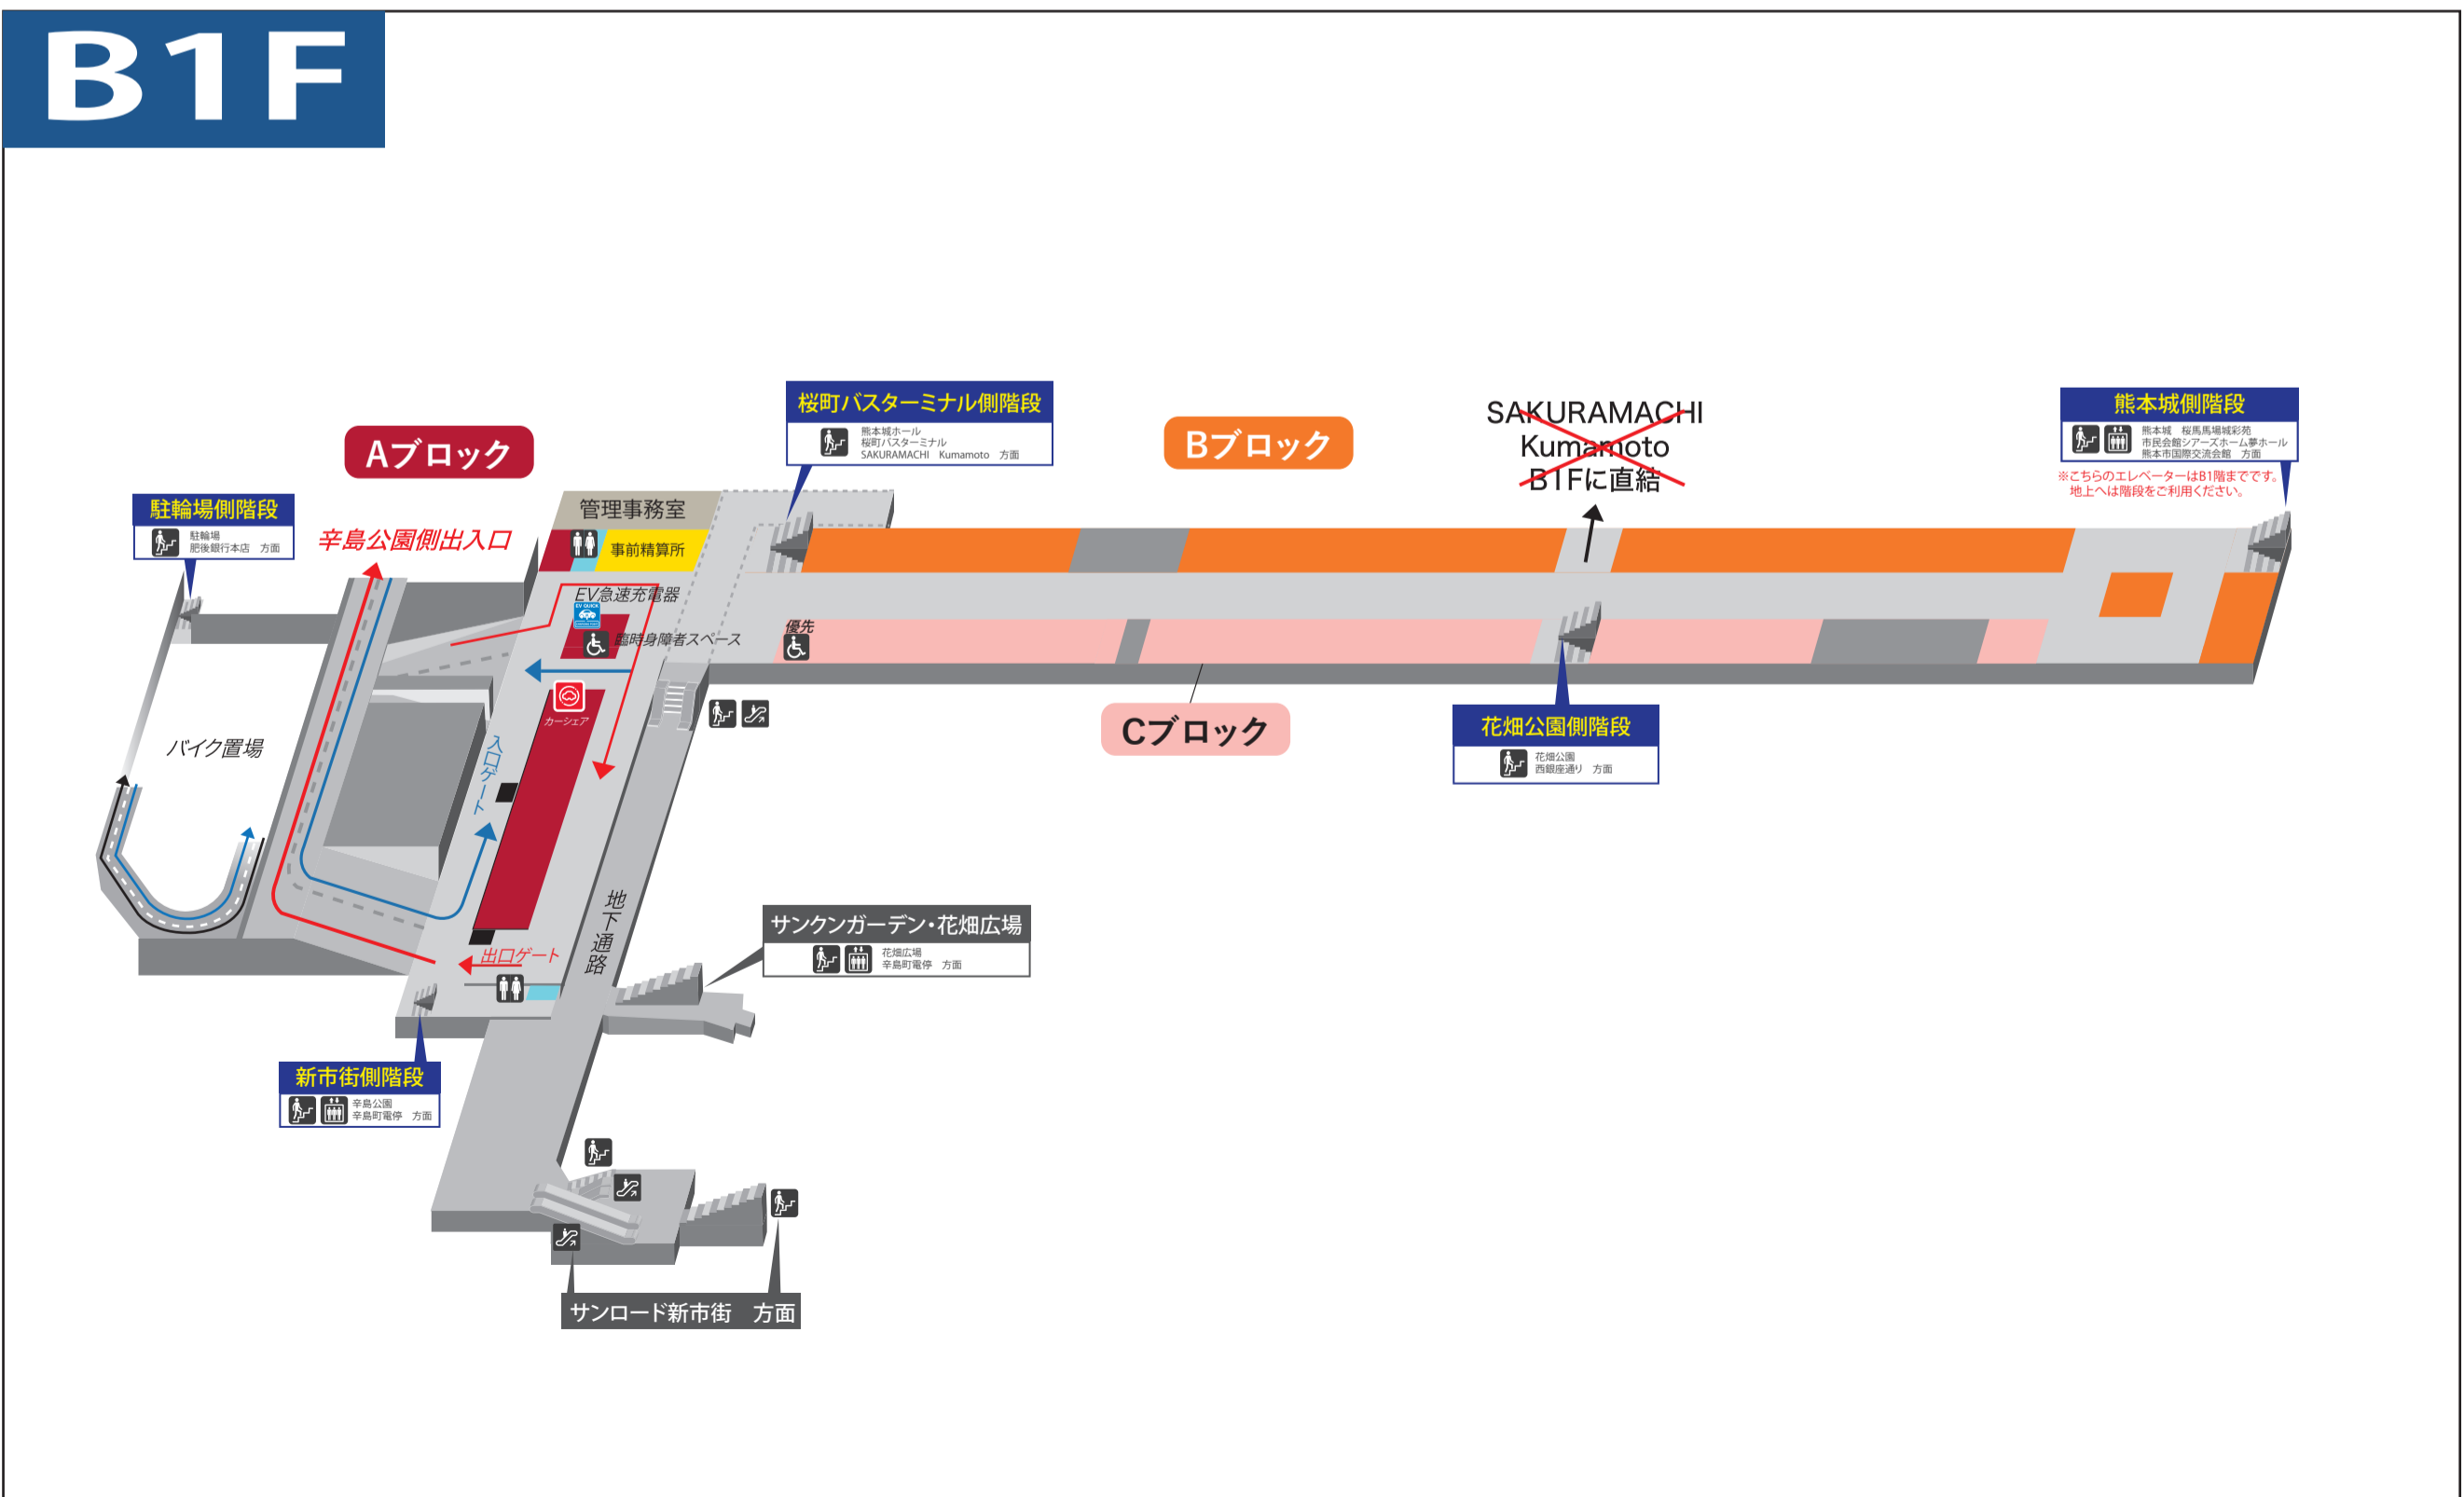 B1F
桜町バスターミナル側階段
熊本城ホール
桜町バスターミナル
SAKURAMACHI Kumamoto 方面
Aブロック
Bブロック
SAKURAMACHI
Kumamoto
B1Fに直結
熊本城側階段
熊本城 桜馬馬場城彩苑
市民会館シアーズホーム夢ホール
熊本市国際交流会館 方面
※こちらのエレベーターはB1階までです。
地上へは階段をご利用ください。
駐輪場側階段
駐輪場
肥後銀行本店 方面
辛島公園側出入口
管理事務室
事前精算所
EV急速充電器
EV QUICK
臨時身障者スペース
優先
カーシェア
入口ゲート
バイク置場
Cブロック
花畑公園側階段
花畑公園
西銀座通り 方面
地下通路
出口ゲート
サンクンガーデン・花畑広場
花畑広場
辛島町電停 方面
新市街側階段
辛島公園
辛島町電停 方面
サンロード新市街 方面